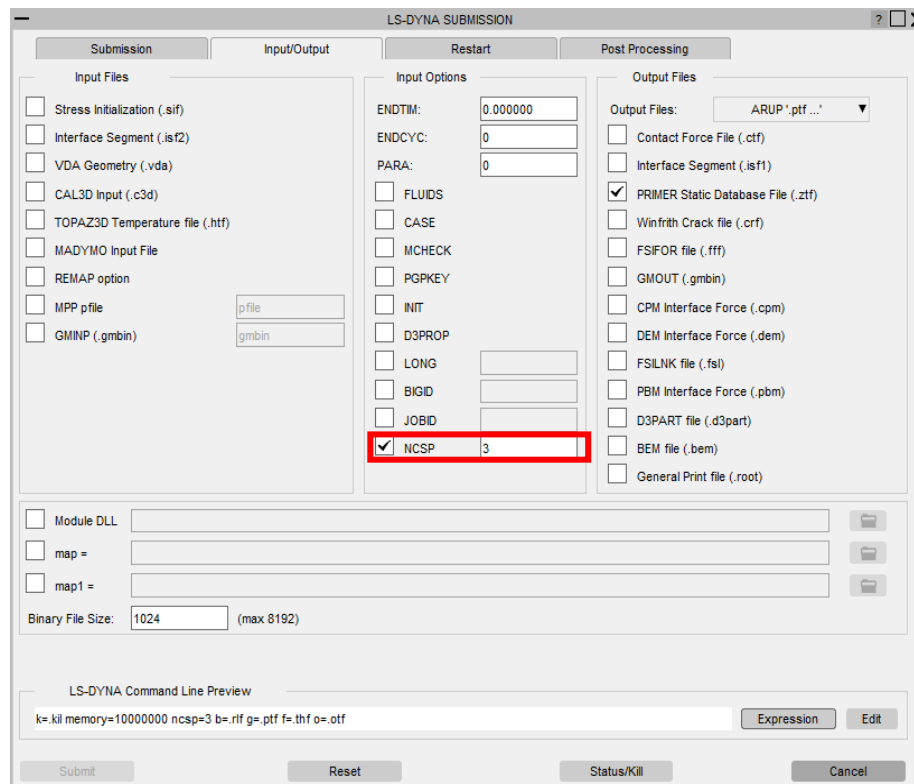 LS-DYNA SUBMISSION
?
Submission
Input/Output
Restart
Post Processing
Input Files
Stress Initialization (.sif)
Interface Segment (.isf2)
VDA Geometry (.vda)
CAL3D Input (.c3d)
TOPAZ3D Temperature file (.htf)
MADYMO Input File
REMAP option
MPP pfile
pfile
GMINP (.gmbin)
gmbin
Input Options
ENDTIM:
0.000000
ENDCYC:
0
PARA:
0
FLUIDS
CASE
MCHECK
PGPKEY
INIT
D3PROP
LONG
BIGID
JOBID
NCSP
3
Output Files
Output Files:
ARUP '.ptf ...'
Contact Force File (.ctf)
Interface Segment (.isf1)
PRIMER Static Database File (.ztf)
Winfrith Crack file (.crf)
FSIFOR file (.fff)
GMOUT (.gmbin)
CPM Interface Force (.cpm)
DEM Interface Force (.dem)
FSILNK file (.fsl)
PBM Interface Force (.pbm)
D3PART file (.d3part)
BEM file (.bem)
General Print file (.root)
Module DLL
map =
map1 =
Binary File Size:
1024
(max 8192)
LS-DYNA Command Line Preview
k=.kil memory=10000000 ncsp=3 b=.rlf g=.ptf f=.thf o=.otf
Expression
Edit
Submit
Reset
Status/Kill
Cancel